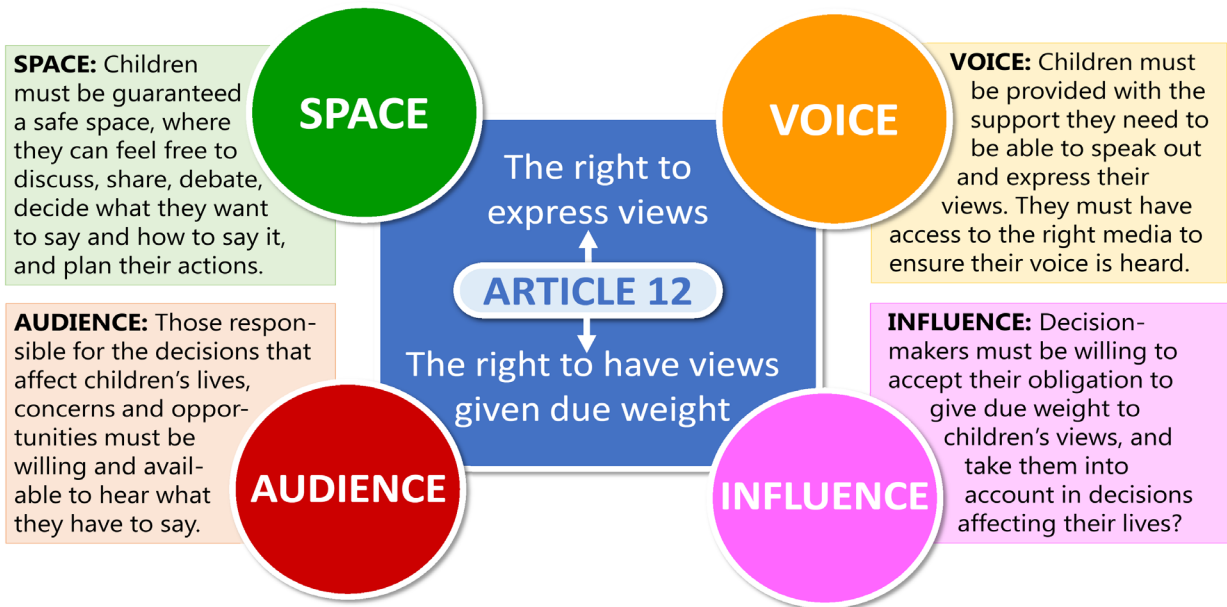 SPACE: Children
must be guaranteed
a safe space, where
they can feel free to
discuss, share, debate,
decide what they want
to say and how to say it,
and plan their actions.
SPACE
The right to
express views
ARTICLE 12
The right to have views
given due weight
VOICE
VOICE: Children must
be provided with the
support they need to
be able to speak out
and express their
views. They must have
access to the right media to
ensure their voice is heard.
AUDIENCE: Those respon-
sible for the decisions that
affect children’s lives,
concerns and oppor-
tunities must be
willing and avail-
able to hear what
they have to say.
AUDIENCE
INFLUENCE
INFLUENCE: Decision-
makers must be willing to
accept their obligation to
give due weight to
children’s views, and
take them into
account in decisions
affecting their lives?